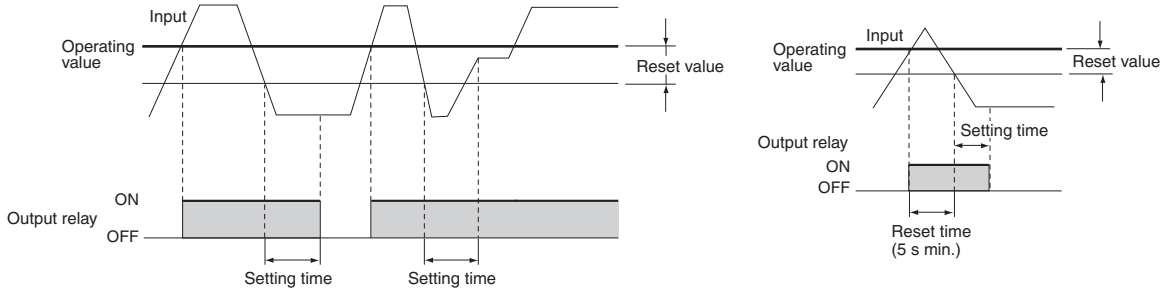 Input
Operating
value
Reset value
Output relay
ON
OFF
Setting time
Setting time
Input
Operating
value
Reset value
Setting time
Output relay
ON
OFF
Reset time
(5 s min.)